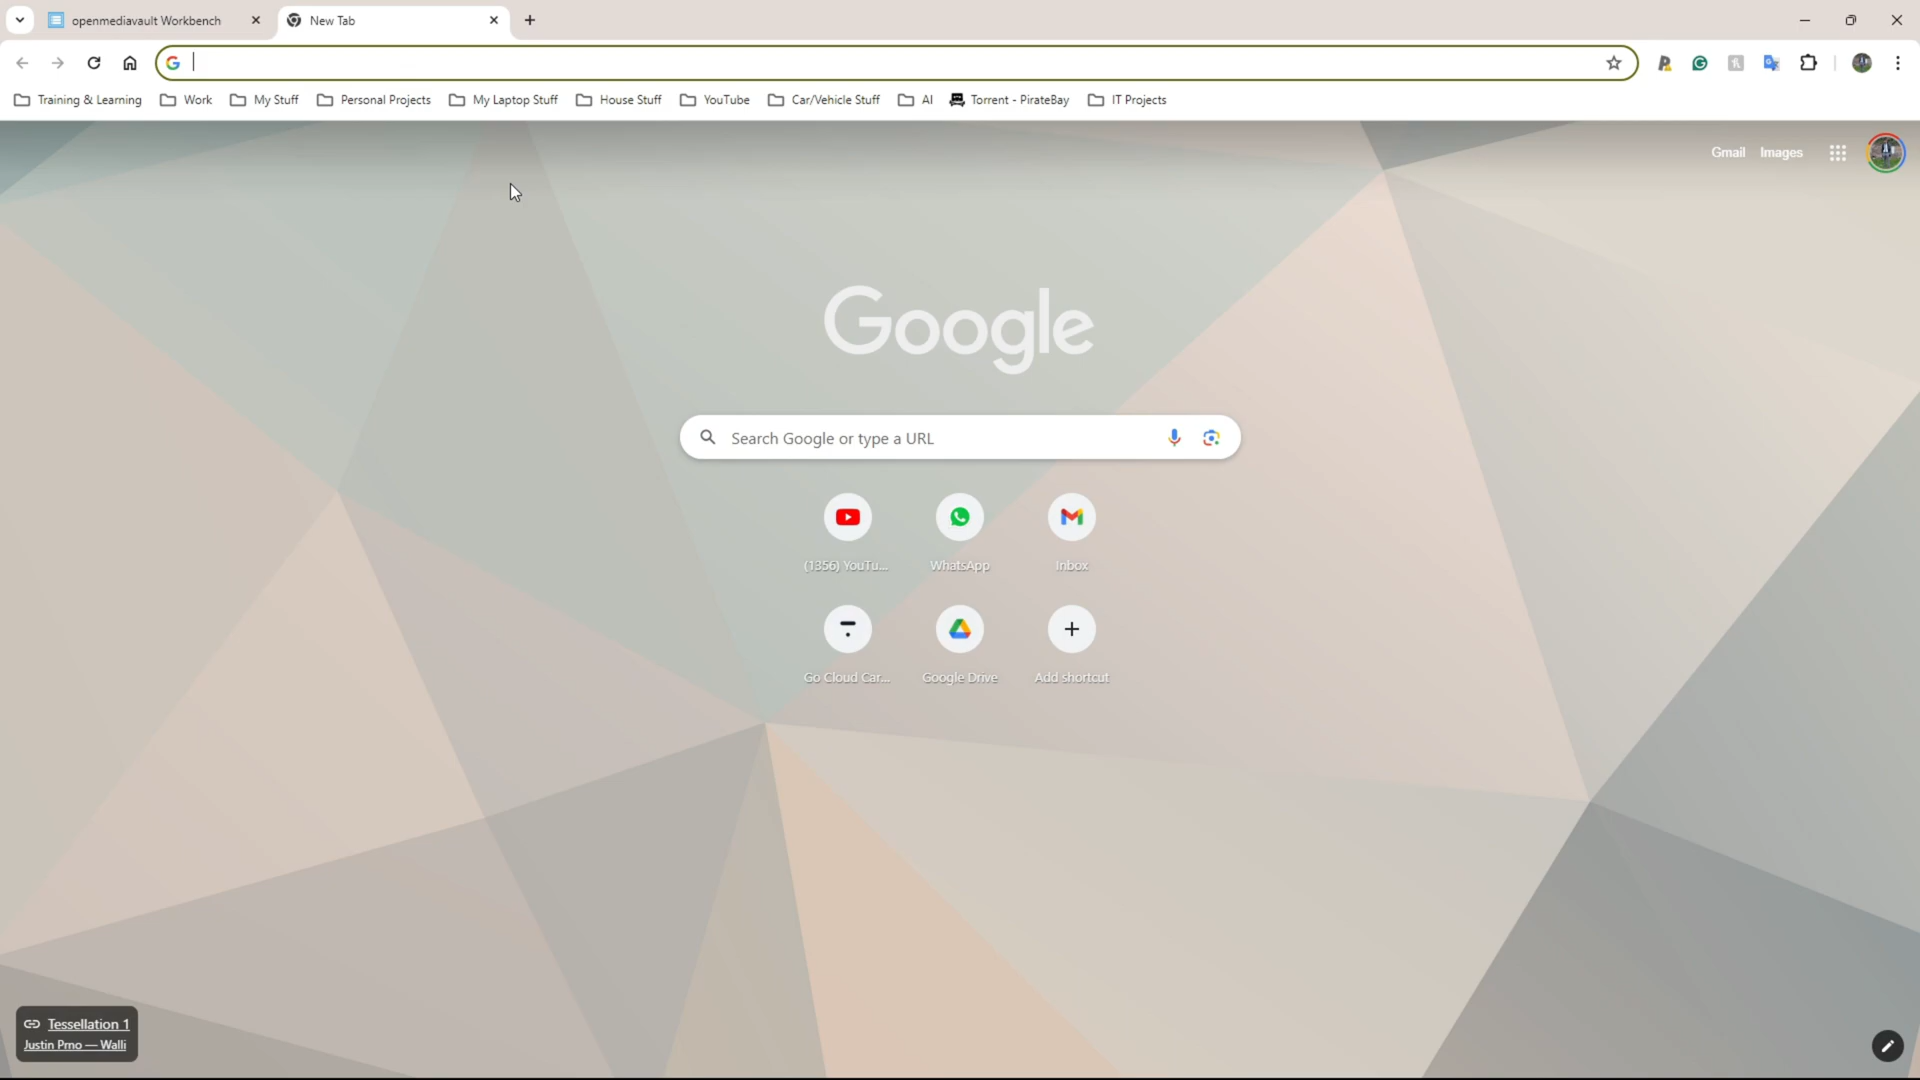 openmediavault Workbench
New Tab
Training & Learning
Work
My Stuff
Personal Projects
My Laptop Stuff
House Stuff
YouTube
Car/Vehicle Stuff
AI
Torrent - PirateBay
IT Projects
Gmail
Images
Google
Search Google or type a URL
(1356) YouTu...
WhatsApp
Inbox
Go Cloud Car...
Google Drive
Add shortcut
Tessellation 1
Justin Prno — Walli